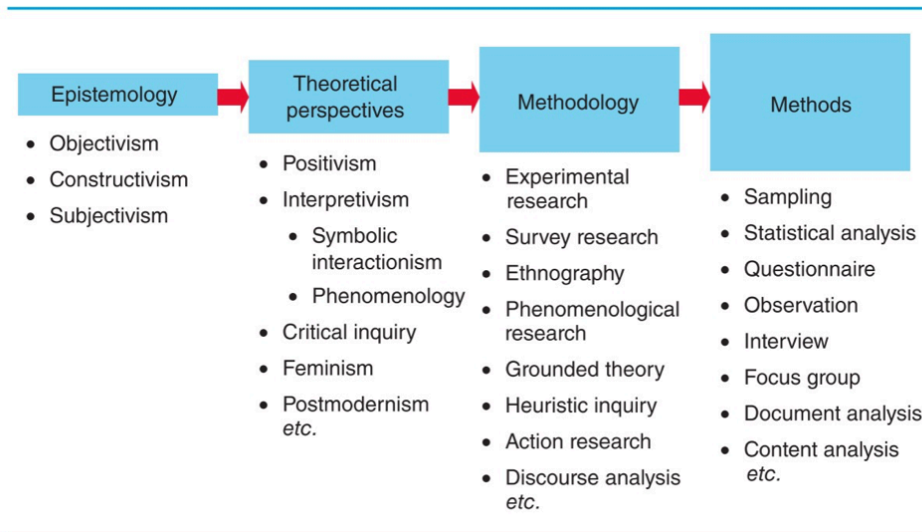 Epistemology
• Objectivism
• Constructivism
• Subjectivism
Theoretical
perspectives
• Positivism
• Interpretivism
• Symbolic
interactionism
• Phenomenology
• Critical inquiry
• Feminism
• Postmodernism
etc.
Methodology
• Experimental
research
• Survey research
• Ethnography
• Phenomenological
research
• Grounded theory
• Heuristic inquiry
• Action research
• Discourse analysis
etc.
Methods
• Sampling
• Statistical analysis
• Questionnaire
• Observation
• Interview
• Focus group
• Document analysis
• Content analysis
etc.